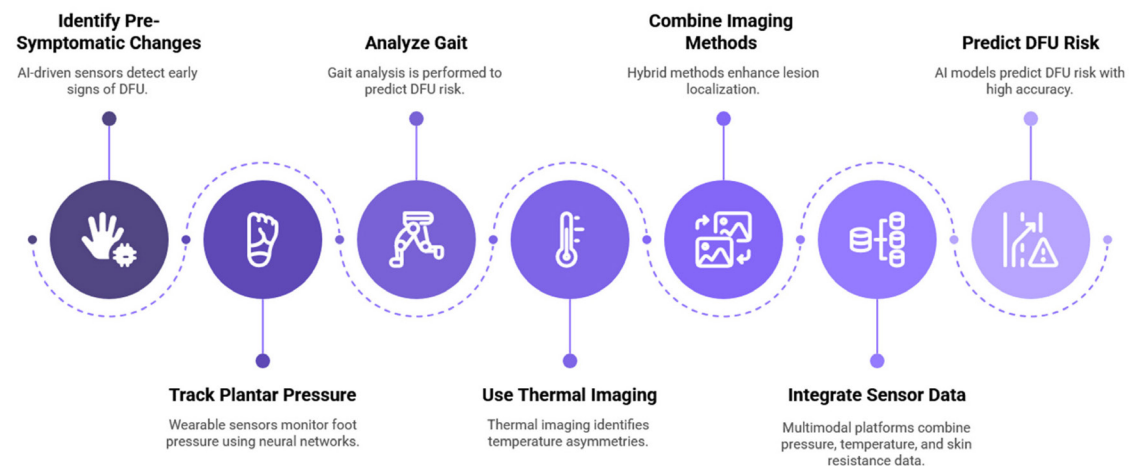 Identify Pre-
Symptomatic Changes
AI-driven sensors detect early
signs of DFU.
Track Plantar Pressure
Wearable sensors monitor foot
pressure using neural networks.
Analyze Gait
Gait analysis is performed to
predict DFU risk.
Use Thermal Imaging
Thermal imaging identifies
temperature asymmetries.
Combine Imaging
Methods
Hybrid methods enhance lesion
localization.
Integrate Sensor Data
Multimodal platforms combine
pressure, temperature, and skin
resistance data.
Predict DFU Risk
AI models predict DFU risk with
high accuracy.